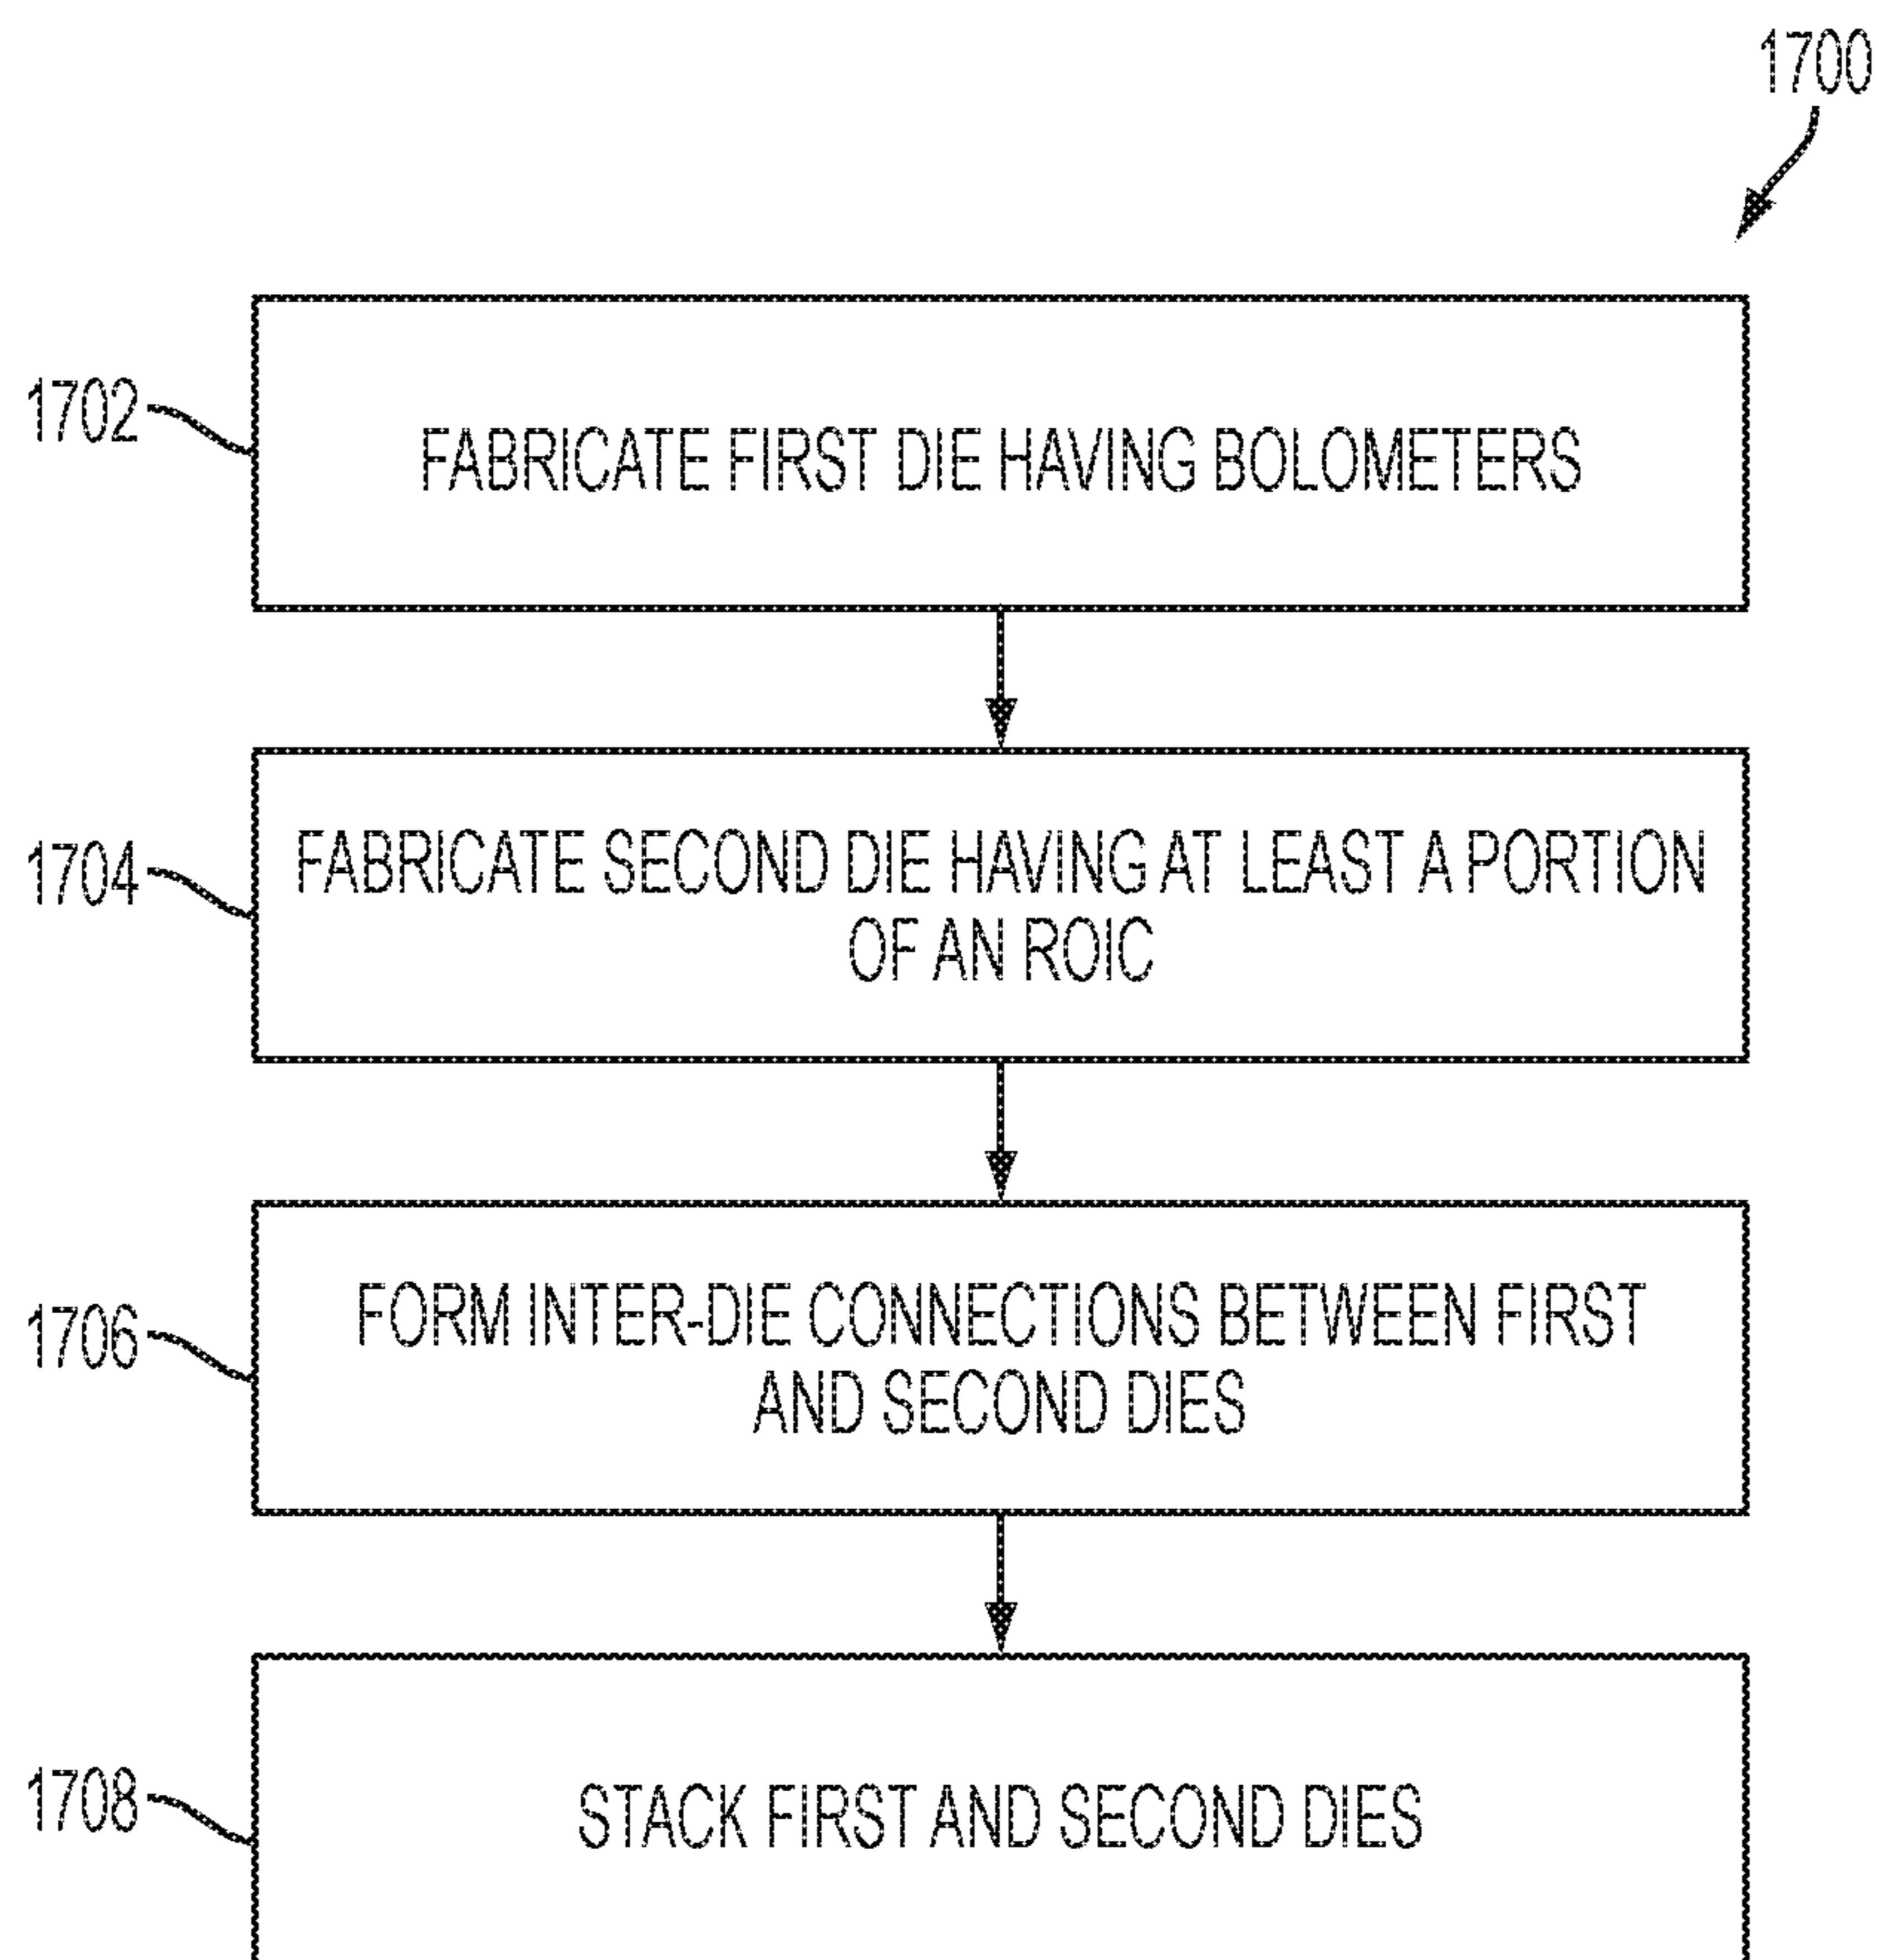 1700
1702
FABRICATE FIRST DIE HAVING BOLOMETERS
1704
FABRICATE SECOND DIE HAVING AT LEAST A PORTION
OF AN ROIC
1706
FORM INTER-DIE CONNECTIONS BETWEEN FIRST
AND SECOND DIES
1708
STACK FIRST AND SECOND DIES